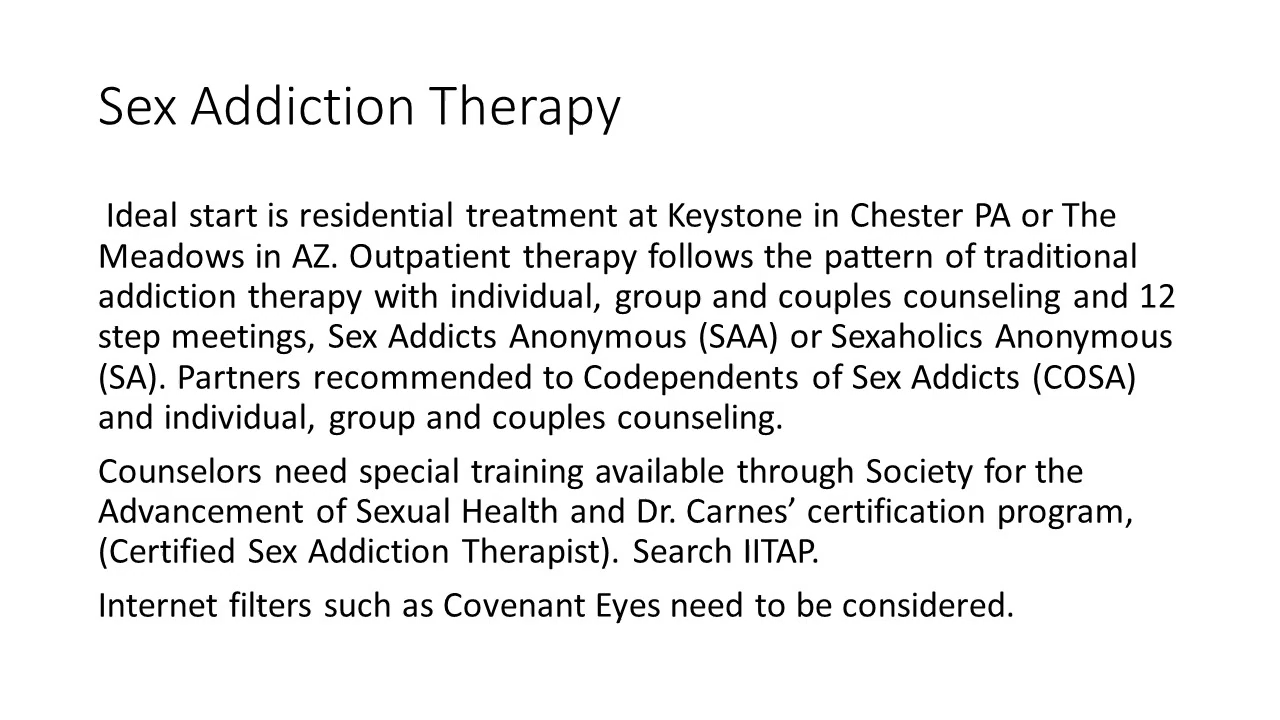 Sex Addiction Therapy
Ideal start is residential treatment at Keystone in Chester PA or The
Meadows in AZ. Outpatient therapy follows the pattern of traditional
addiction therapy with individual, group and couples counseling and 12
step meetings, Sex Addicts Anonymous (SAA) or Sexaholics Anonymous
(SA). Partners recommended to Codependents of Sex Addicts (COSA)
and individual, group and couples counseling.
Counselors need special training available through Society for the
Advancement of Sexual Health and Dr. Carnes’ certification program,
(Certified Sex Addiction Therapist). Search IITAP.
Internet filters such as Covenant Eyes need to be considered.